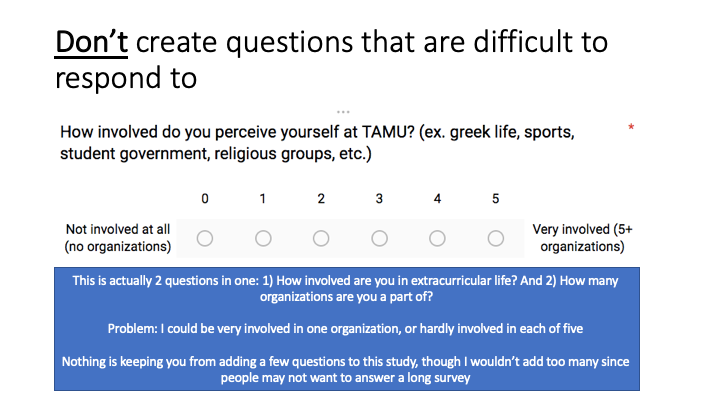 Don't create questions that are difficult to
respond to
...
How involved do you perceive yourself at TAMU? (ex. greek life, sports, *
student government, religious groups, etc.)
0 1 2 3 4 5
Not involved at all
(no organizations)
Very involved (5+
organizations)
This is actually 2 questions in one: 1) How involved are you in extracurricular life? And 2) How many
organizations are you a part of?
Problem: I could be very involved in one organization, or hardly involved in each of five
Nothing is keeping you from adding a few questions to this study, though I wouldn't add too many since
people may not want to answer a long survey